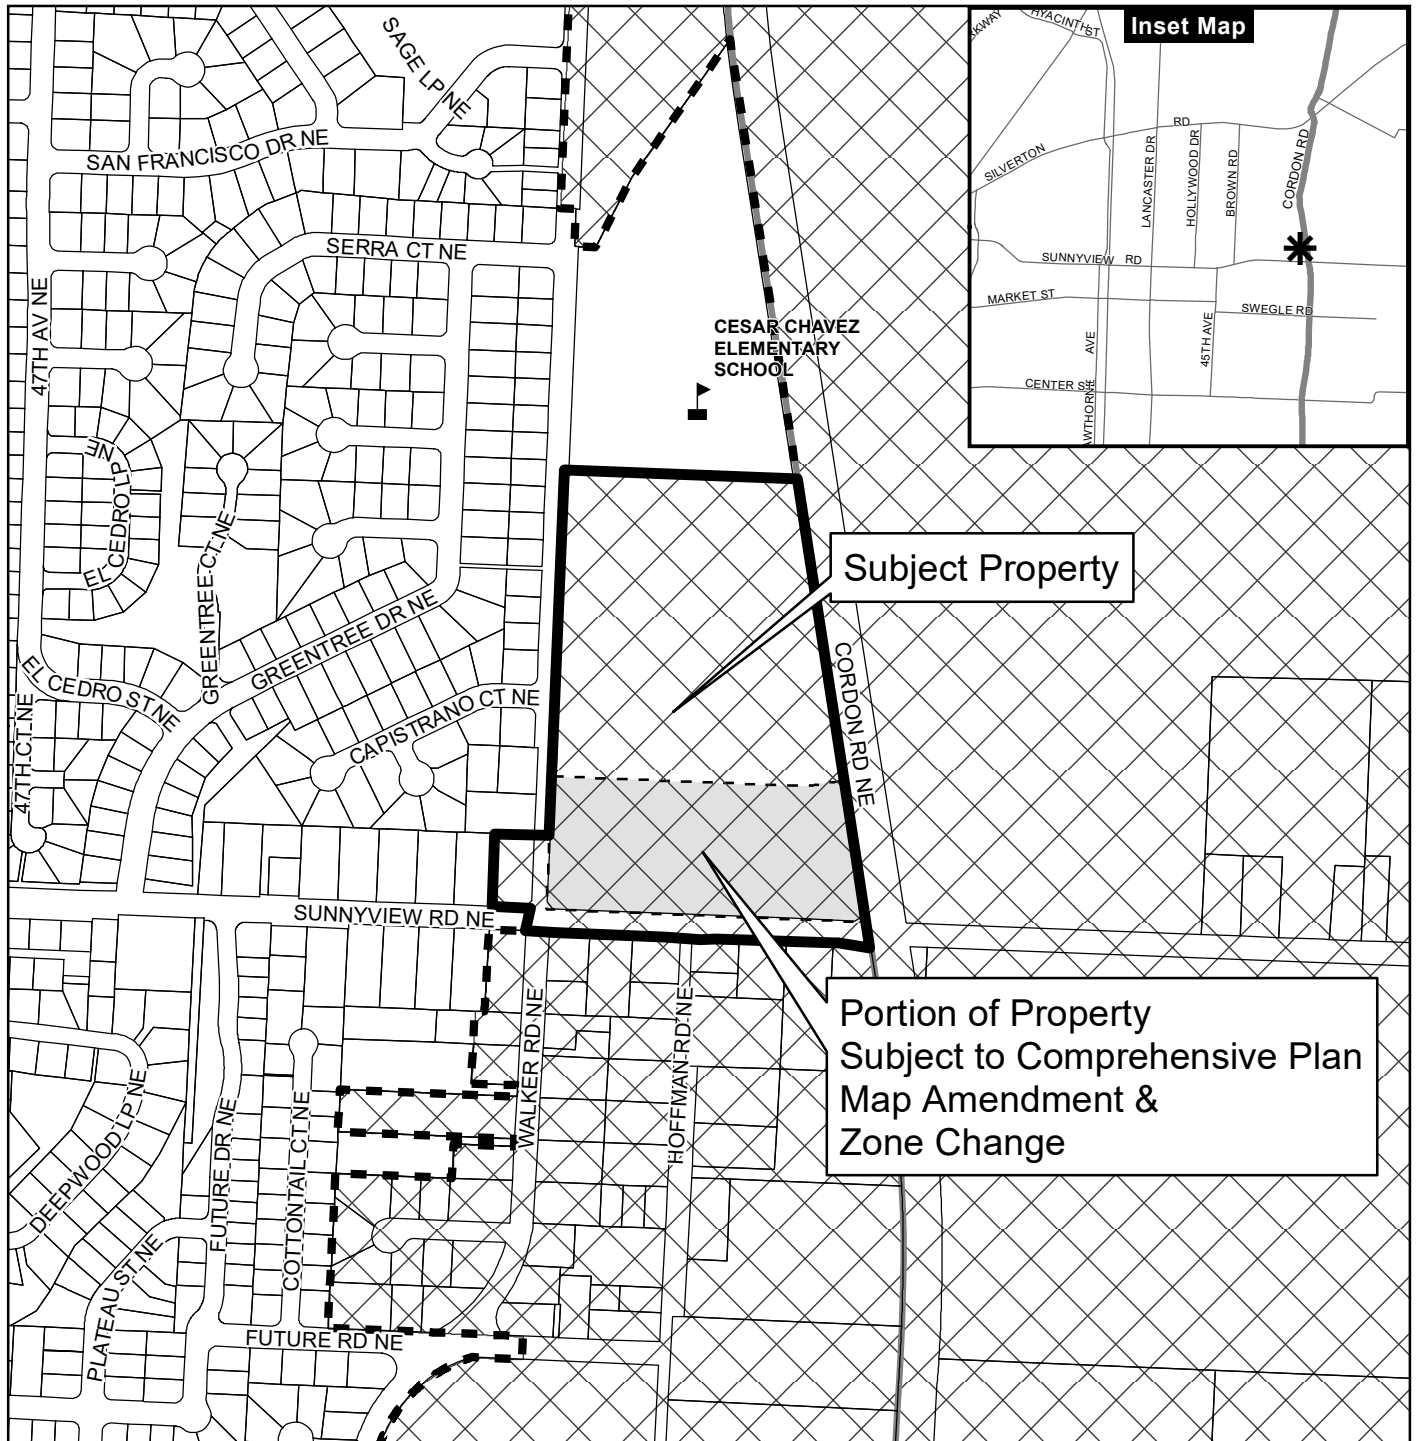 Inset Map
KWAY
HYACINTH ST
RD
SILVERTON
LANCASTER DR
HOLLYWOOD DR
BROWN RD
CORDON RD
SUNNYVIEW RD
MARKET ST
SWEGLE RD
45TH AVE
AVE
CENTER ST
AWTHORNE
SAGE LP NE
SAN FRANCISCO DR NE
SERRA CT NE
47TH AV NE
CESAR CHAVEZ
ELEMENTARY
SCHOOL
EL CEDRO LP NE
NE
GREENTREE CT NE
Subject Property
GREENTREE DR NE
EL CEDRO ST NE
CAPISTRANO CT NE
CORDON RD NE
47TH CT NE
SUNNYVIEW RD NE
Portion of Property
Subject to Comprehensive Plan
Map Amendment &
Zone Change
WALKER RD NE
HOFFMAN RD NE
DEEPWOOD LP NE
FUTURE DR NE
COTTONTAIL CT NE
PLATEAU ST NE
FUTURE RD NE